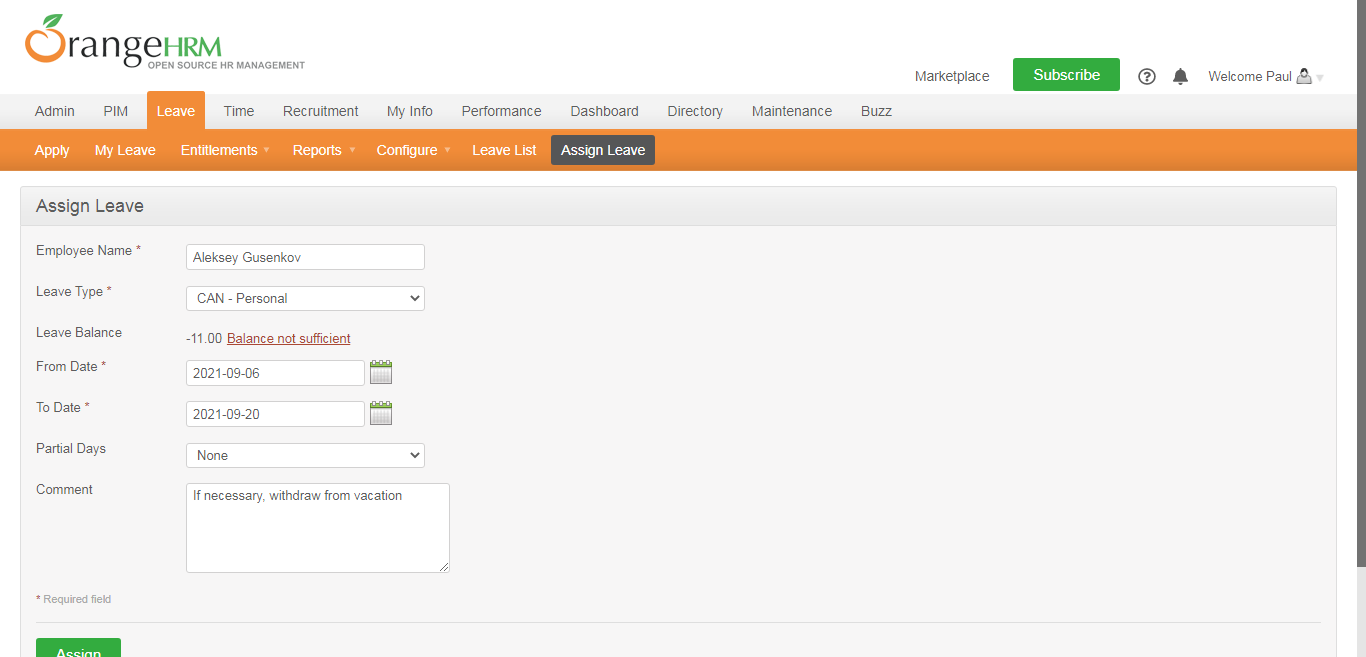 OrangeHRM
OPEN SOURCE HR MANAGEMENT
Marketplace Subscribe ? Welcome Paul
Admin PIM Leave Time Recruitment My Info Performance Dashboard Directory Maintenance Buzz
Apply My Leave Entitlements Reports Configure Leave List Assign Leave
Assign Leave
Employee Name * Aleksey Gusenkov
Leave Type * CAN - Personal
Leave Balance -11.00 Balance not sufficient
From Date * 2021-09-06
To Date * 2021-09-20
Partial Days None
Comment If necessary, withdraw from vacation
* Required field
Assign